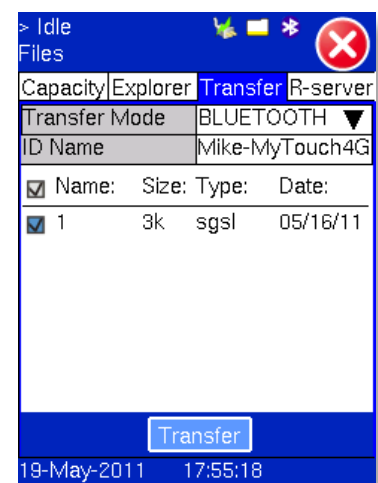 > Idle
Files
Capacity Explorer Transfer R-server
Transfer Mode BLUETOOTH ▼
ID Name Mike-MyTouch4G
Name: Size: Type: Date:
1 3k sgsl 05/16/11
Transfer
19-May-2011 17:55:18